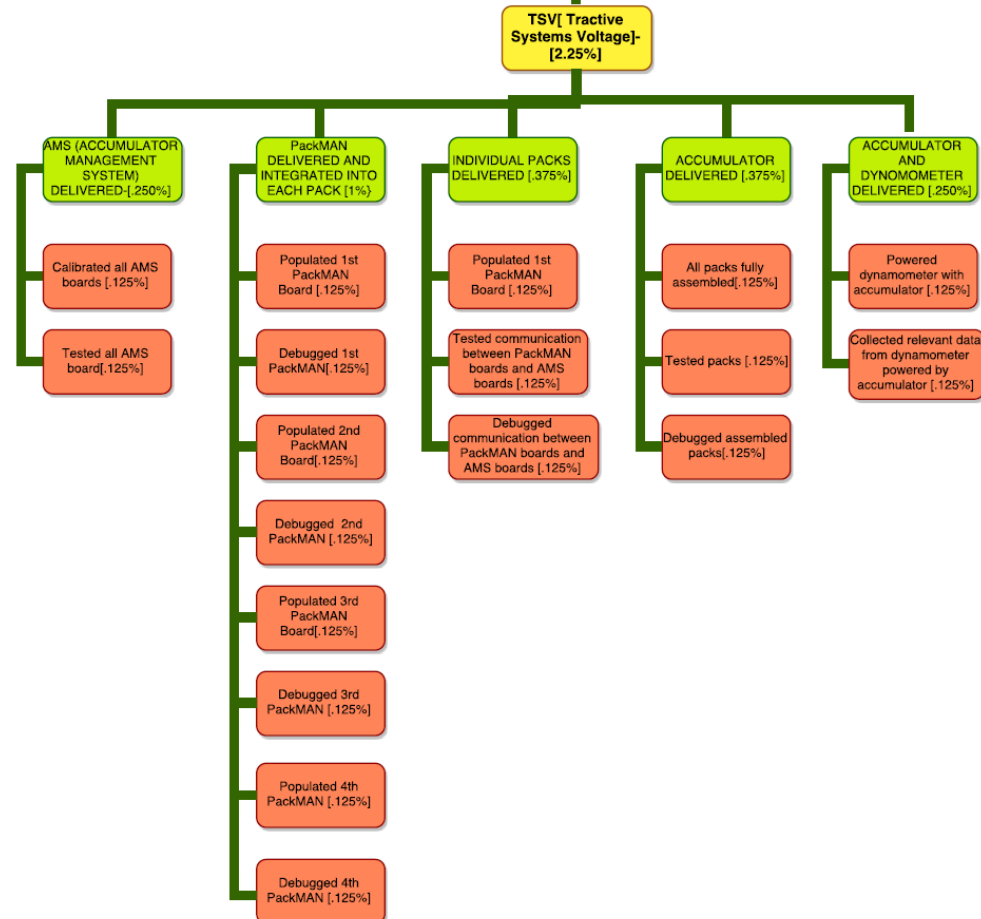 TSV[ Tractive
Systems Voltage]-
[2.25%]
AMS (ACCUMULATOR
MANAGEMENT
SYSTEM)
DELIVERED-[.250%]
Calibrated all AMS
boards [.125%]
Tested all AMS
board[.125%]
PackMAN
DELIVERED AND
INTEGRATED INTO
EACH PACK [1%}
Populated 1st
PackMAN
Board [.125%]
Debugged 1st
PackMAN[.125%]
Populated 2nd
PackMAN
Board[.125%]
Debugged  2nd
PackMAN [.125%]
Populated 3rd
PackMAN
Board[.125%]
Debugged 3rd
PackMAN [.125%]
Populated 4th
PackMAN [.125%]
Debugged 4th
PackMAN [.125%]
INDIVIDUAL PACKS
DELIVERED [.375%]
Populated 1st
PackMAN
Board [.125%]
Tested communication
between PackMAN
boards and AMS
boards [.125%]
Debugged
communication between
PackMAN boards and
AMS boards [.125%]
ACCUMULATOR
DELIVERED [.375%]
All packs fully
assembled[.125%]
Tested packs [.125%]
Debugged assembled
packs[.125%]
ACCUMULATOR
AND
DYNOMOMETER
DELIVERED [.250%]
Powered
dynamometer with
accumulator [.125%]
Collected relevant data
from dynamometer
powered by
accumulator [.125%]